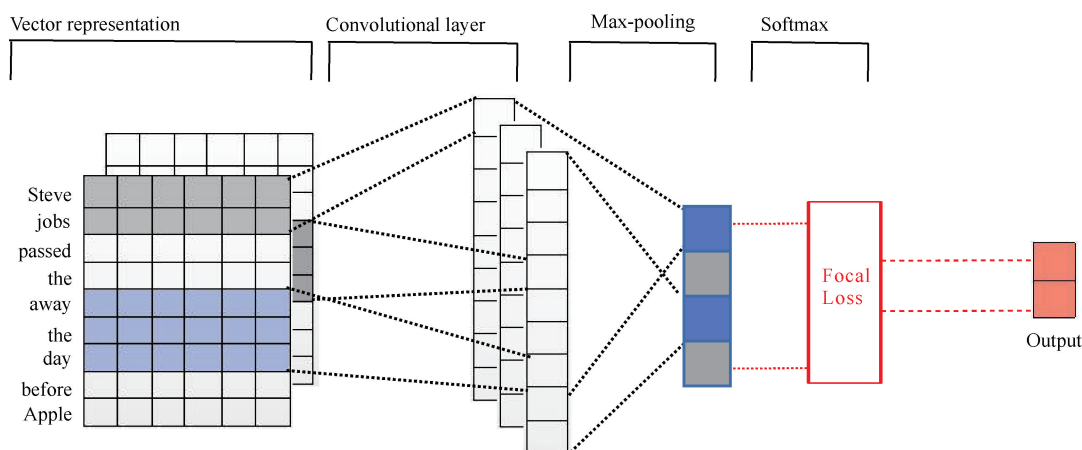 Vector representation
Convolutional layer
Max-pooling
Softmax
Steve
jobs
passed
the
away
the
day
before
Apple
Focal
Loss
Output